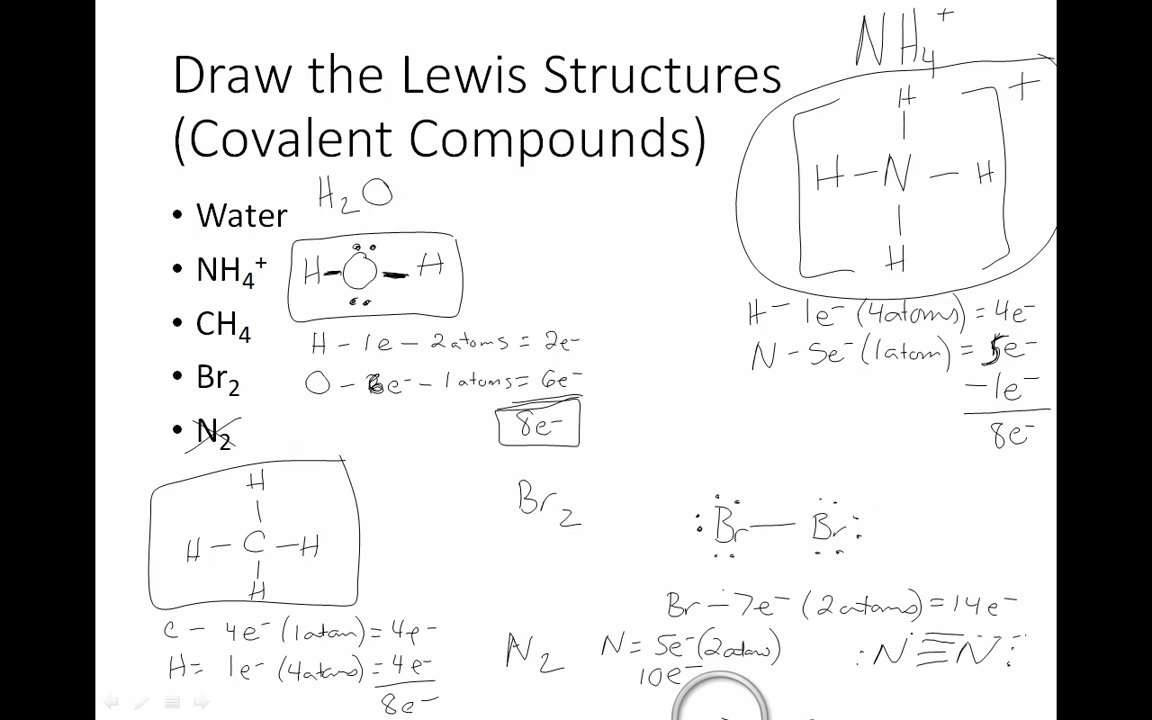 Draw the Lewis Structures
(Covalent Compounds)
NH₄⁺
• Water
H₂O
• NH₄⁺
• CH₄
• Br₂
• N₂
H–O–H
H – 1e – 2 atoms = 2e⁻
O – 6e⁻ – 1 atoms = 6e⁻
8e⁻
H
H – N – H
H
+
H – 1e⁻ (4 atoms) = 4e⁻
N – 5e⁻ (1 atom) = 5e⁻
– 1e⁻
8e⁻
H
H – C – H
H
C – 4e⁻ (1 atom) = 4e⁻
H = 1e⁻ (4 atoms) = 4e⁻
8e⁻
Br₂
:Br – Br:
Br – 7e⁻ (2 atoms) = 14e⁻
N₂
N = 5e⁻ (2 atoms)
10e⁻
:N≡N: